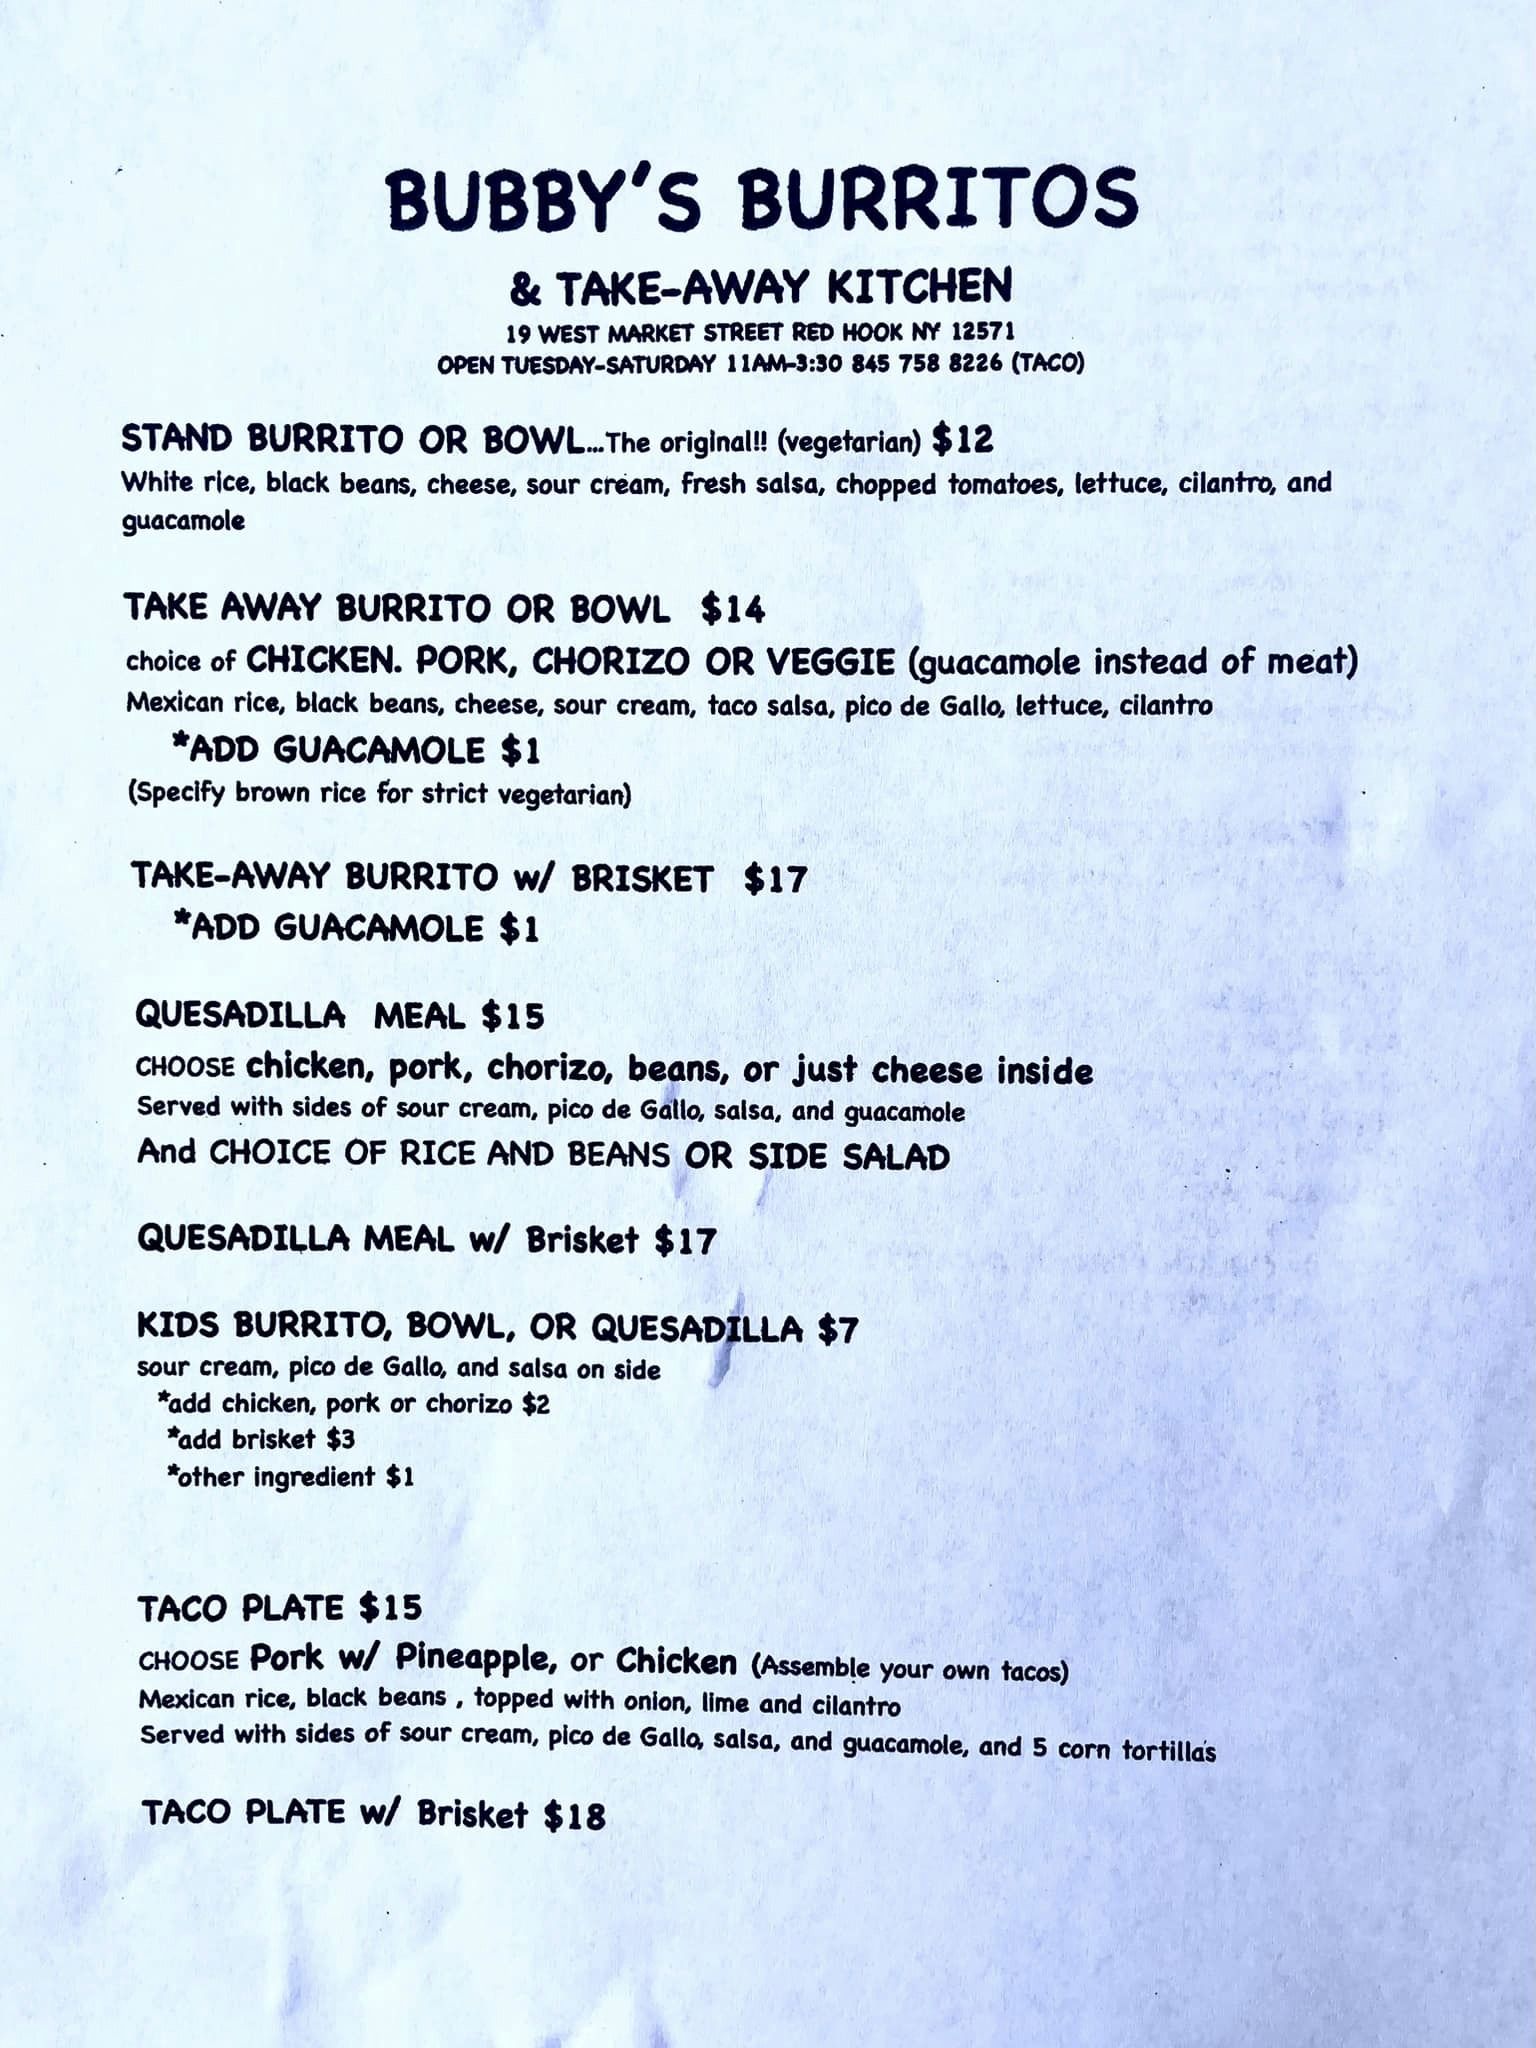 BUBBY'S BURRITOS
& TAKE-AWAY KITCHEN
19 WEST MARKET STREET RED HOOK NY 12571
OPEN TUESDAY-SATURDAY 11AM-3:30 845 758 8226 (TACO)
STAND BURRITO OR BOWL...The original!! (vegetarian) $12
White rice, black beans, cheese, sour cream, fresh salsa, chopped tomatoes, lettuce, cilantro, and
guacamole
TAKE AWAY BURRITO OR BOWL $14
choice of CHICKEN. PORK, CHORIZO OR VEGGIE (guacamole instead of meat)
Mexican rice, black beans, cheese, sour cream, taco salsa, pico de Gallo, lettuce, cilantro
*ADD GUACAMOLE $1
(Specify brown rice for strict vegetarian)
TAKE-AWAY BURRITO w/ BRISKET $17
*ADD GUACAMOLE $1
QUESADILLA MEAL $15
CHOOSE chicken, pork, chorizo, beans, or just cheese inside
Served with sides of sour cream, pico de Gallo, salsa, and guacamole
And CHOICE OF RICE AND BEANS OR SIDE SALAD
QUESADILLA MEAL w/ Brisket $17
KIDS BURRITO, BOWL, OR QUESADILLA $7
sour cream, pico de Gallo, and salsa on side
*add chicken, pork or chorizo $2
*add brisket $3
*other ingredient $1
TACO PLATE $15
CHOOSE Pork w/ Pineapple, or Chicken (Assemble your own tacos)
Mexican rice, black beans , topped with onion, lime and cilantro
Served with sides of sour cream, pico de Gallo, salsa, and guacamole, and 5 corn tortilla's
TACO PLATE w/ Brisket $18